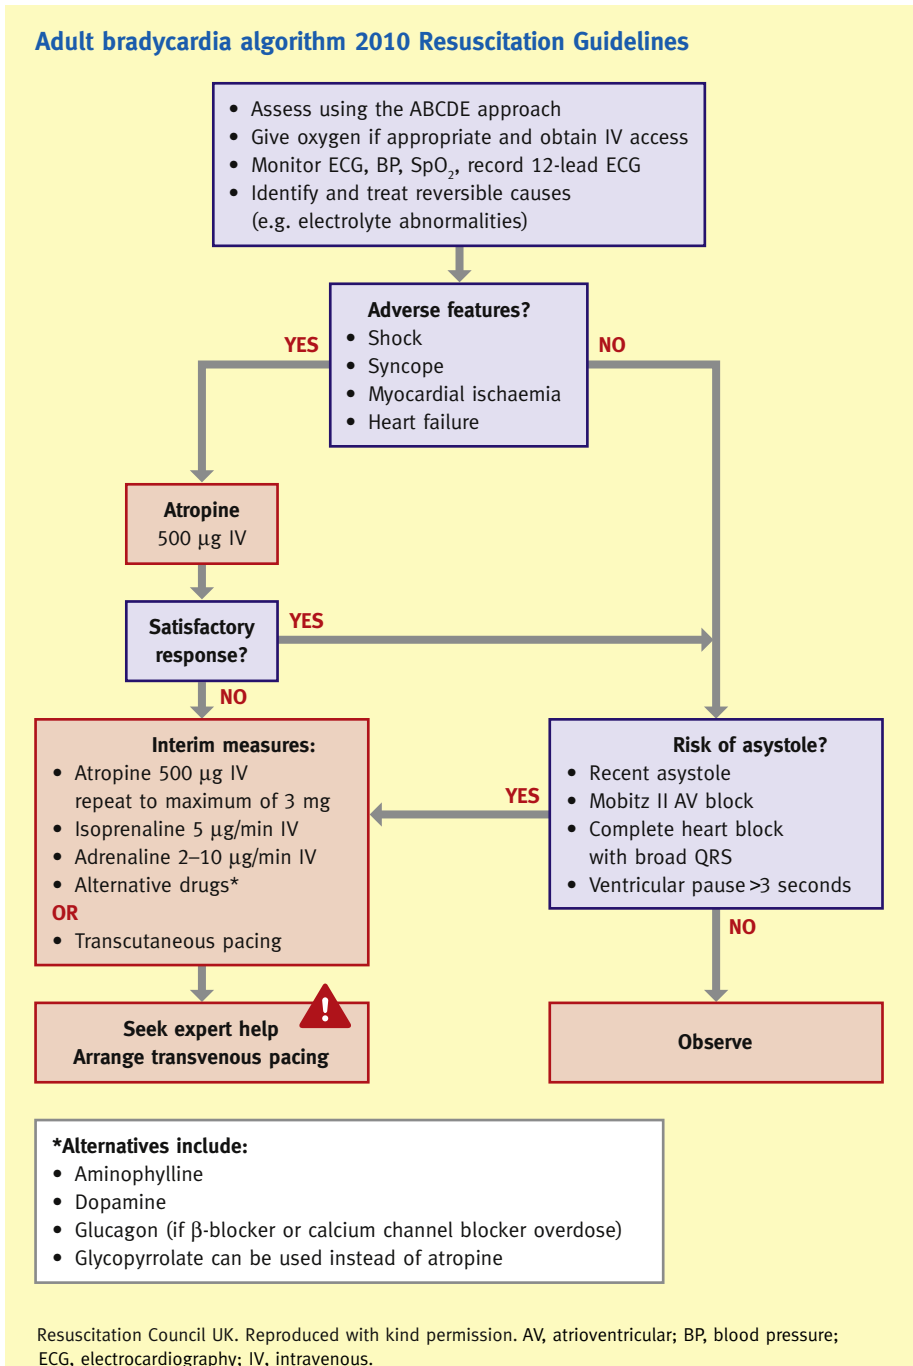 Adult bradycardia algorithm 2010 Resuscitation Guidelines
• Assess using the ABCDE approach
• Give oxygen if appropriate and obtain IV access
• Monitor ECG, BP, SpO₂, record 12-lead ECG
• Identify and treat reversible causes
(e.g. electrolyte abnormalities)
Adverse features?
• Shock
• Syncope
• Myocardial ischaemia
• Heart failure
YES
NO
Atropine
500 µg IV
Satisfactory
response?
YES
NO
Interim measures:
• Atropine 500 µg IV
repeat to maximum of 3 mg
• Isoprenaline 5 µg/min IV
• Adrenaline 2–10 µg/min IV
• Alternative drugs*
OR
• Transcutaneous pacing
YES
Risk of asystole?
• Recent asystole
• Mobitz II AV block
• Complete heart block
with broad QRS
• Ventricular pause >3 seconds
NO
!
Seek expert help
Arrange transvenous pacing
Observe
*Alternatives include:
• Aminophylline
• Dopamine
• Glucagon (if β-blocker or calcium channel blocker overdose)
• Glycopyrrolate can be used instead of atropine
Resuscitation Council UK. Reproduced with kind permission. AV, atrioventricular; BP, blood pressure;
ECG, electrocardiography; IV, intravenous.